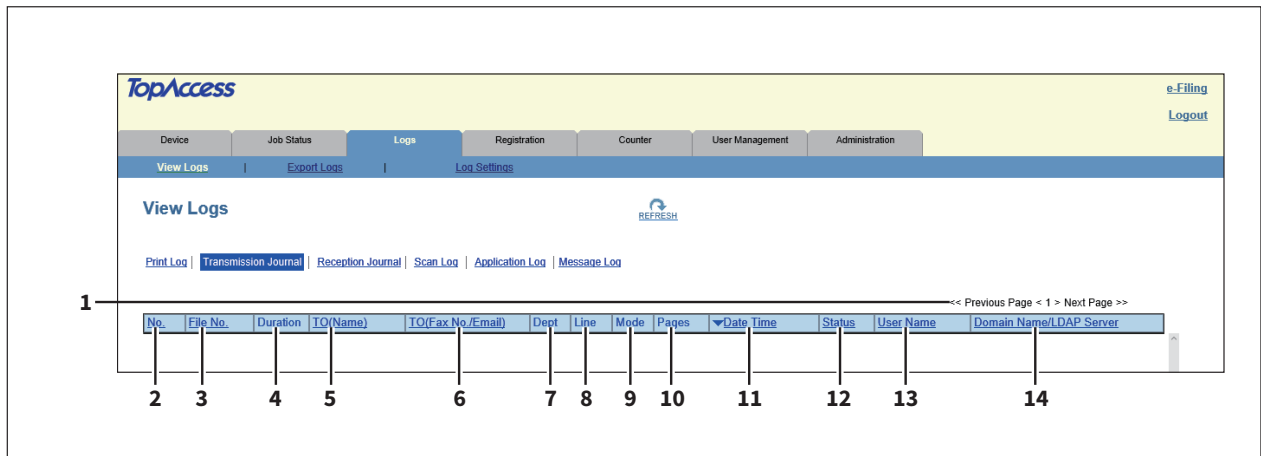 TopAccess
e-Filing
Logout
Device Job Status Logs Registration Counter User Management Administration
View Logs | Export Logs | Log Settings
View Logs
REFRESH
Print Log | Transmission Journal | Reception Journal | Scan Log | Application Log | Message Log
1
<< Previous Page < 1 > Next Page >>
No. File No. Duration TO(Name) TO(Fax No./Email) Dept Line Mode Pages ▼Date Time Status User Name Domain Name/LDAP Server
2 3 4 5 6 7 8 9 10 11 12 13 14